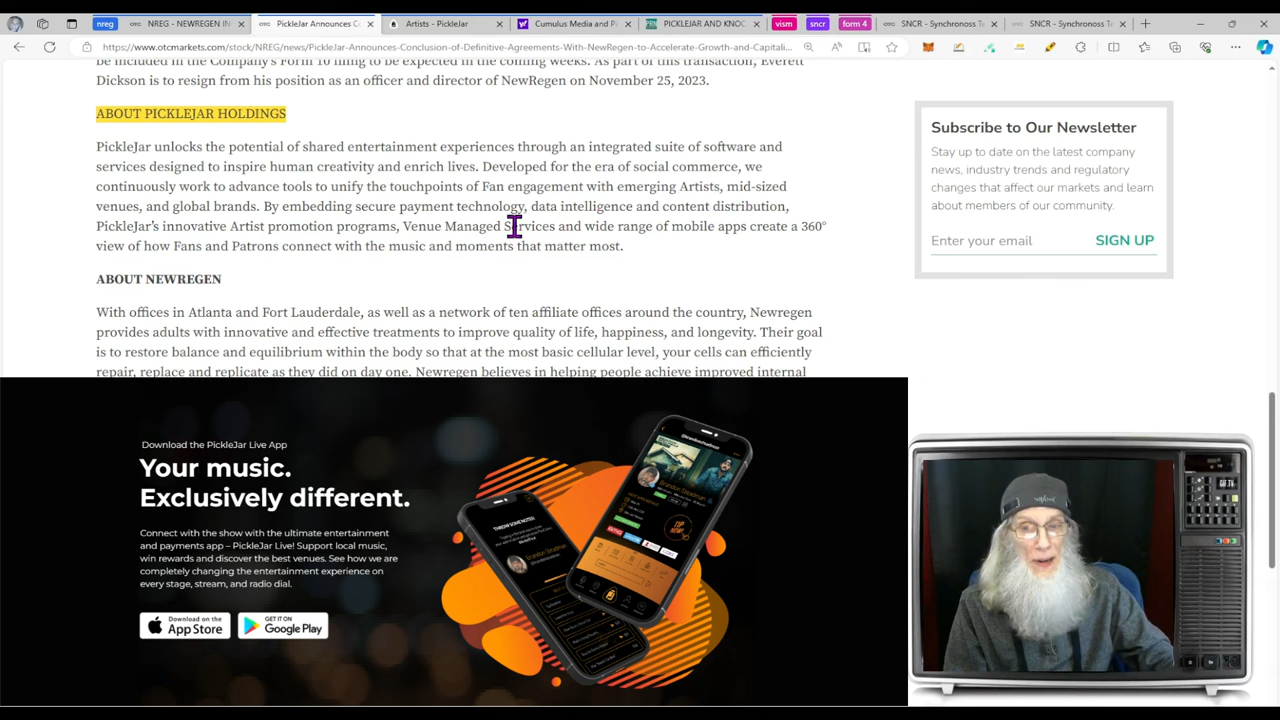 nreg
NREG - NEWREGEN IN
PickleJar Announces Co
Artists - PickleJar
Cumulus Media and Pi
PICKLEJAR AND KNOC
vism
sncr
form 4
SNCR - Synchronoss Te
SNCR - Synchronoss Te
https://www.otcmarkets.com/stock/NREG/news/PickleJar-Announces-Conclusion-of-Definitive-Agreements-With-NewRegen-to-Accelerate-Growth-and-Capitali...
be included in the Company's Form 10 filing to be expected in the coming weeks. As part of this transaction, Everett
Dickson is to resign from his position as an officer and director of NewRegen on November 25, 2023.
ABOUT PICKLEJAR HOLDINGS
PickleJar unlocks the potential of shared entertainment experiences through an integrated suite of software and
services designed to inspire human creativity and enrich lives. Developed for the era of social commerce, we
continuously work to advance tools to unify the touchpoints of Fan engagement with emerging Artists, mid-sized
venues, and global brands. By embedding secure payment technology, data intelligence and content distribution,
PickleJar's innovative Artist promotion programs, Venue Managed Services and wide range of mobile apps create a 360°
view of how Fans and Patrons connect with the music and moments that matter most.
ABOUT NEWREGEN
With offices in Atlanta and Fort Lauderdale, as well as a network of ten affiliate offices around the country, Newregen
provides adults with innovative and effective treatments to improve quality of life, happiness, and longevity. Their goal
is to restore balance and equilibrium within the body so that at the most basic cellular level, your cells can efficiently
repair, replace and replicate as they did on day one. Newregen believes in helping people achieve improved internal
Subscribe to Our Newsletter
Stay up to date on the latest company
news, industry trends and regulatory
changes that affect our markets and learn
about members of our community.
Enter your email
SIGN UP
Download the PickleJar Live App
Your music.
Exclusively different.
Connect with the show with the ultimate entertainment
and payments app – PickleJar Live! Support local music,
win rewards and discover the best venues. See how we are
completely changing the entertainment experience on
every stage, stream, and radio dial.
Download on the
App Store
GET IT ON
Google Play
Brandon Steadman
TIP
NOW!
THROW SOME NOTES!